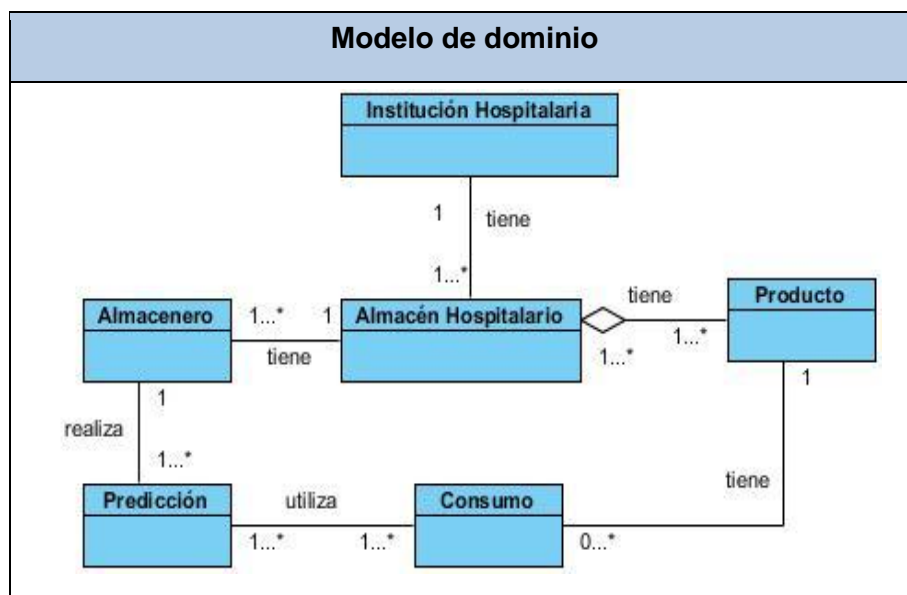 Modelo de dominio
Institución Hospitalaria
1
tiene
1...*
Almacenero
1...*
1
tiene
Almacén Hospitalario
tiene
1...*
1...*
Producto
1
realiza
1...*
1
tiene
Predicción
utiliza
1...*
1...*
Consumo
0...*